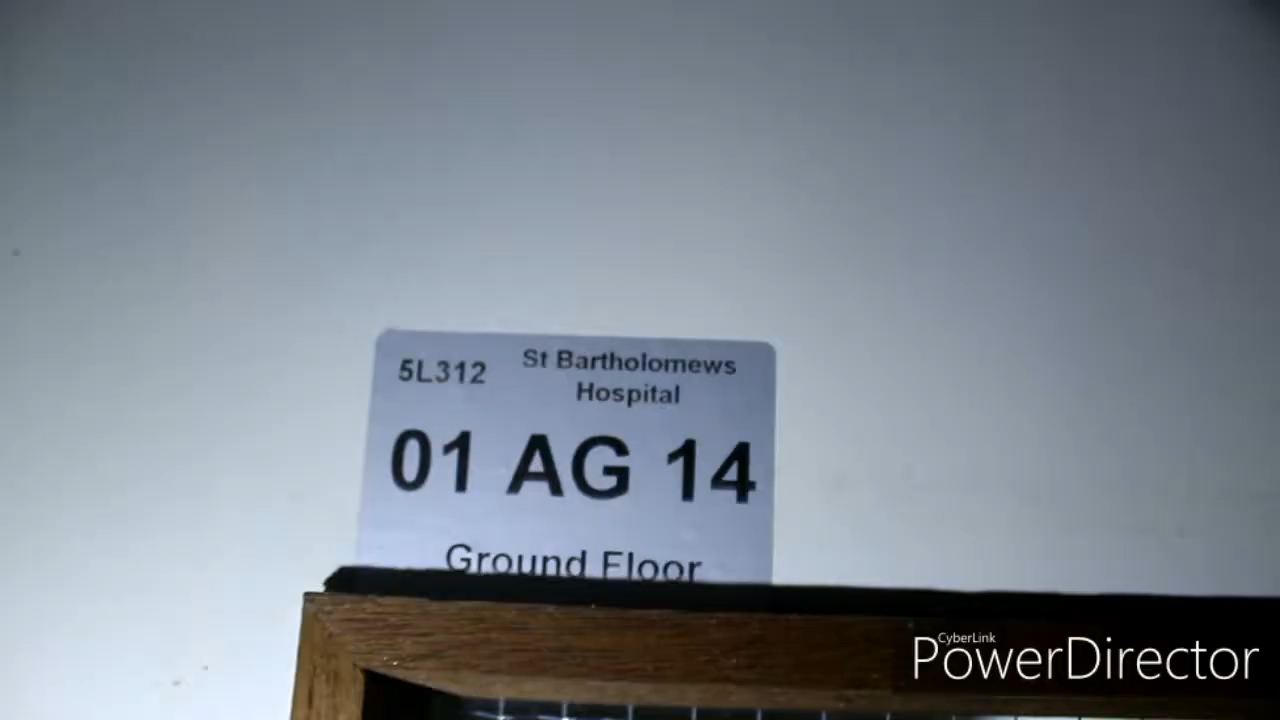 5L312
St Bartholomews
Hospital
01 AG 14
Ground Floor
CyberLink
PowerDirector